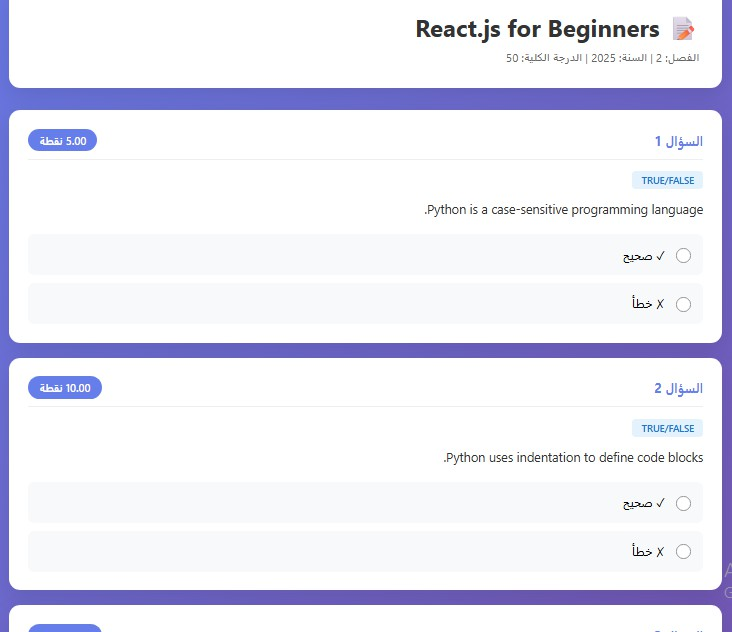 📝 React.js for Beginners
الفصل: 2 | السنة: 2025 | الدرجة الكلية: 50
السؤال 1
5.00 نقطة
TRUE/FALSE
.Python is a case-sensitive programming language
✓ صحيح
✗ خطأ
السؤال 2
10.00 نقطة
TRUE/FALSE
.Python uses indentation to define code blocks
✓ صحيح
✗ خطأ